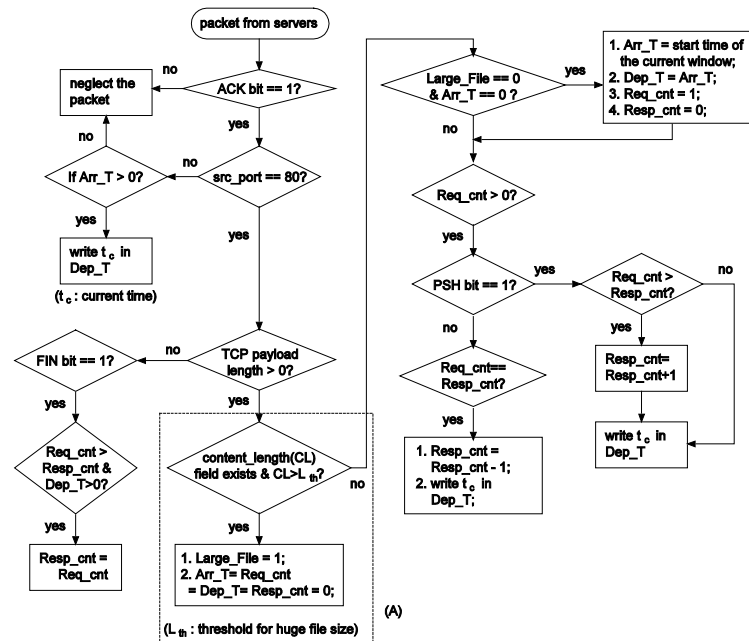 packet from servers
ACK bit == 1?
no
neglect the
packet
yes
no
If Arr_T > 0?
no
src_port == 80?
yes
yes
write t c in
Dep_T
(t c : current time)
FIN bit == 1?
no
TCP payload
length > 0?
yes
yes
Req_cnt >
Resp_cnt &
Dep_T>0?
content_length(CL)
field exists & CL>L th?
no
yes
yes
Resp_cnt =
Req_cnt
1. Large_File = 1;
2. Arr_T= Req_cnt
= Dep_T= Resp_cnt = 0;
(A)
(L th : threshold for huge file size)
Large_File == 0
& Arr_T == 0 ?
yes
1. Arr_T = start time of
the current window;
2. Dep_T = Arr_T;
3. Req_cnt = 1;
4. Resp_cnt = 0;
no
Req_cnt > 0?
yes
PSH bit == 1?
yes
Req_cnt >
Resp_cnt?
no
no
yes
Req_cnt==
Resp_cnt?
Resp_cnt=
Resp_cnt+1
yes
1. Resp_cnt =
Resp_cnt - 1;
2. write t c in
Dep_T;
write t c in
Dep_T